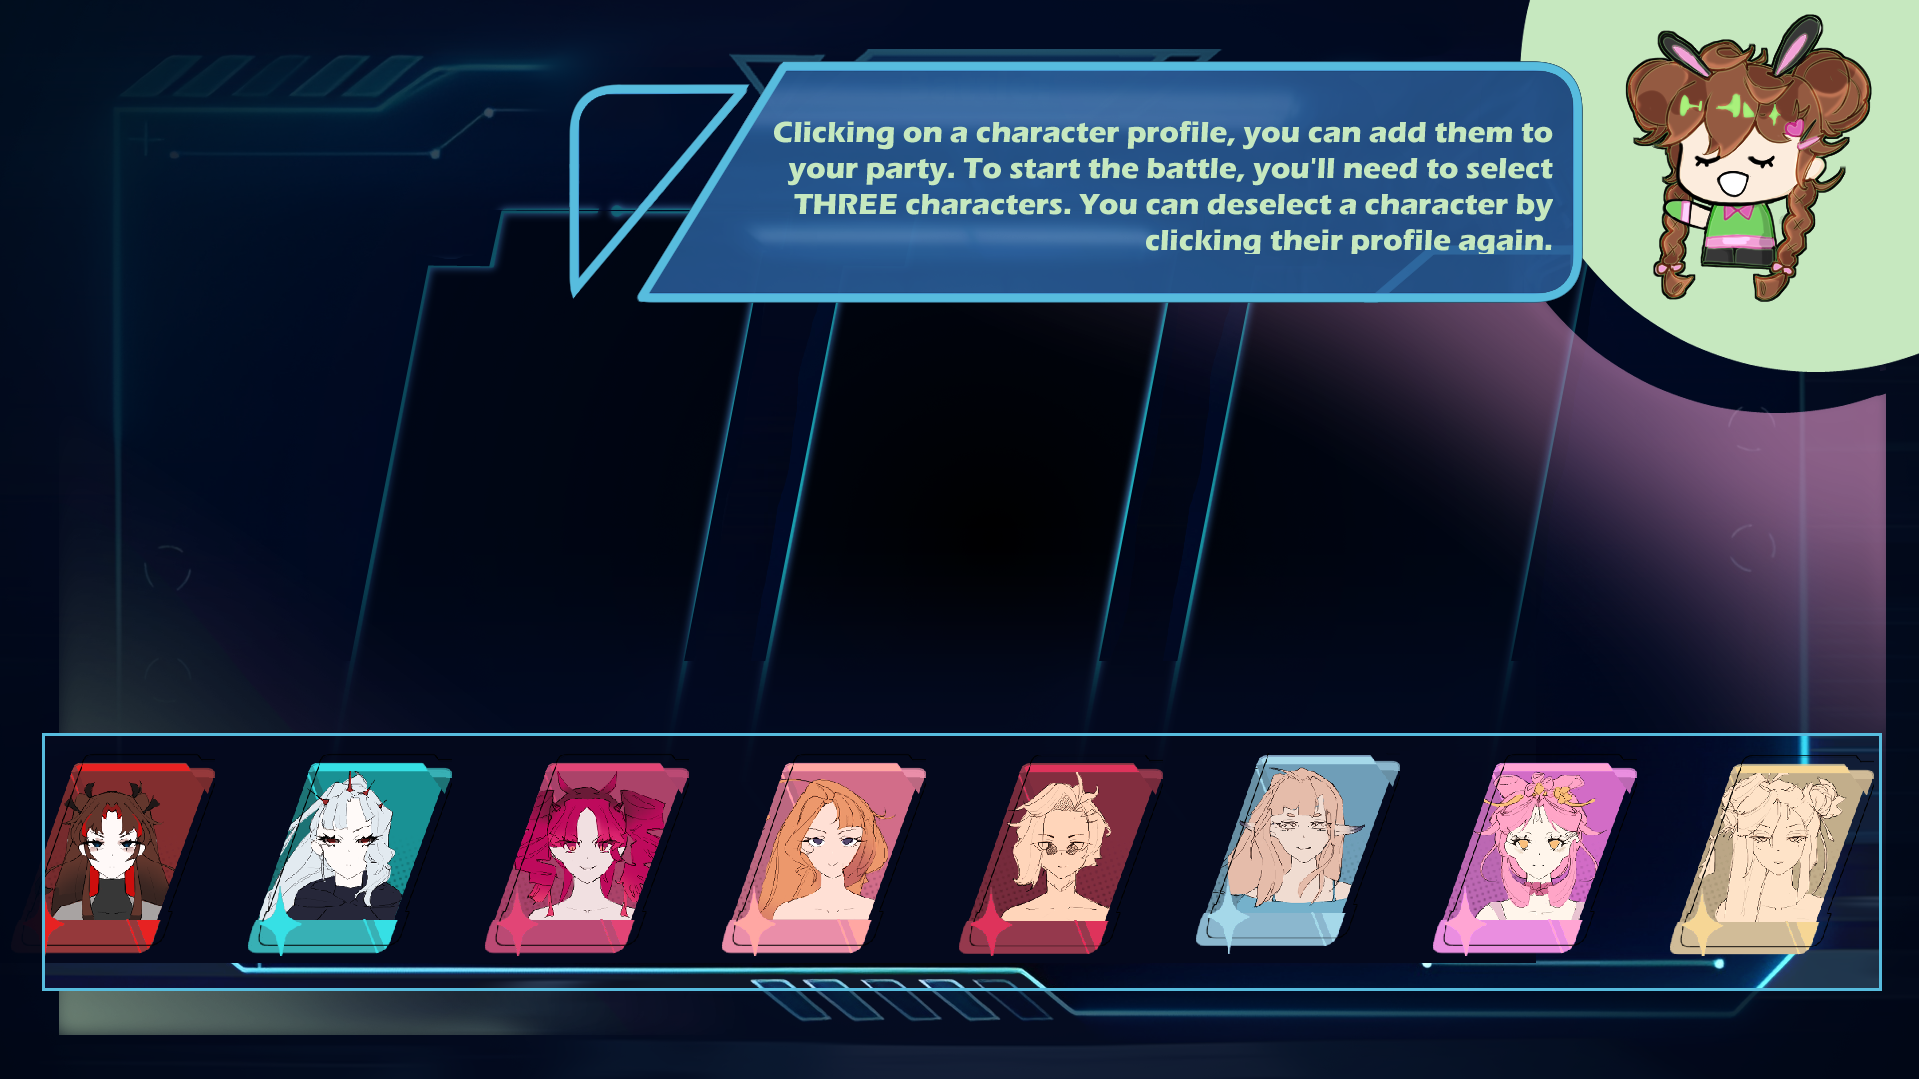 Clicking on a character profile, you can add them to
your party. To start the battle, you'll need to select
THREE characters. You can deselect a character by
clicking their profile again.